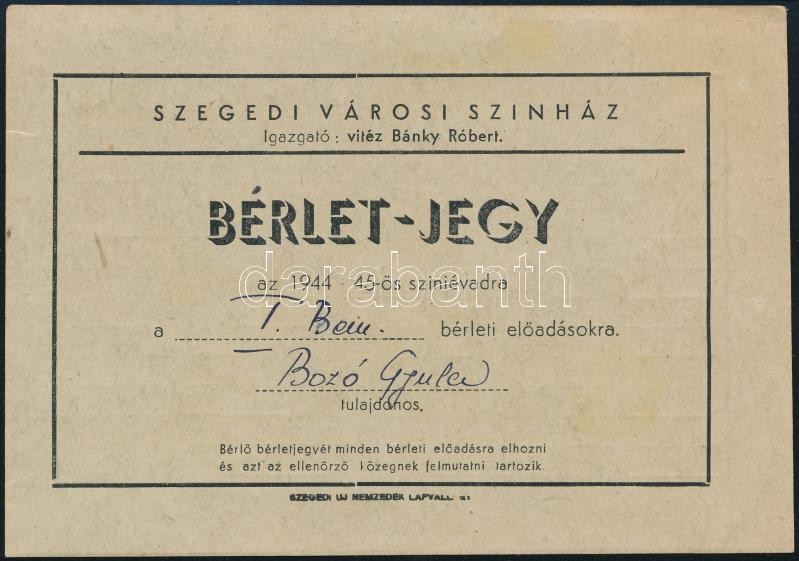 SZEGEDI VÁROSI SZINHÁZ
Igazgató: vitéz Bánky Róbert.
BÉRLET-JEGY
az 1944-45-ös sziniévadra
a bérleti előadásokra.
Bozó Gyula
tulajdonos.
Bérlő bérletjegyét minden bérleti előadásra elhozni
és azt az ellenőrző közegnek felmutatni tartozik.
SZEGEDI UJ NEMZEDÉK LAPVÁLL.
darabanth